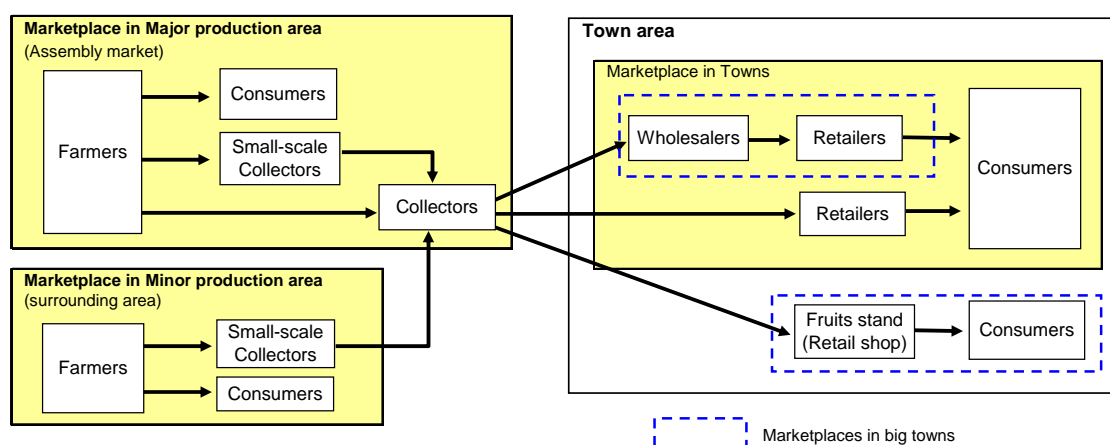 Marketplace in Major production area
(Assembly market)
Farmers
Consumers
Small-scale
Collectors
Collectors
Marketplace in Minor production area
(surrounding area)
Farmers
Small-scale
Collectors
Consumers
Town area
Marketplace in Towns
Wholesalers
Retailers
Consumers
Retailers
Fruits stand
(Retail shop)
Consumers
Marketplaces in big towns